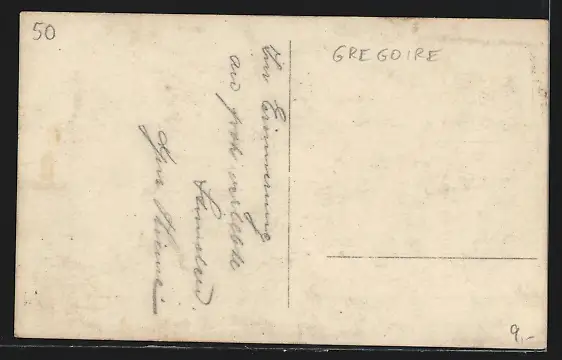 50
GREGOIRE
Zur Erinnerung
an froh verlebte
Stunden.
9,-